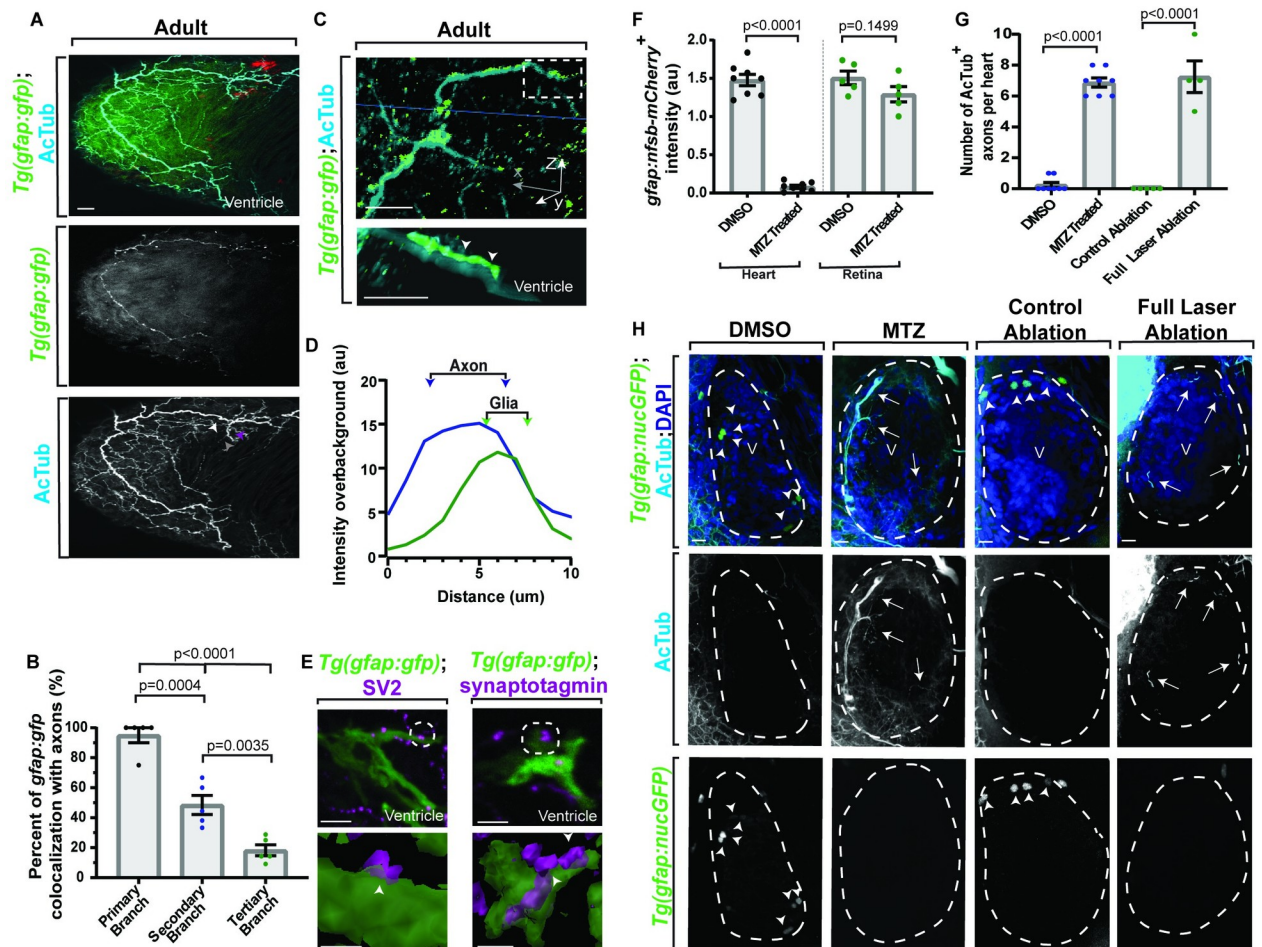 A
Adult
Tg(gfap:gfp);
AcTub
Ventricle
Tg(gfap:gfp)
AcTub
B
p<0.0001
p=0.0004
p=0.0035
Percent of gfap:gfp
colocalization with axons (%)
100
80
60
40
20
0
Primary
Branch
Secondary
Branch
Tertiary
Branch
C
Adult
Tg(gfap:gfp);AcTub
Z
x
y
Ventricle
D
Intensity overbackground (au)
20
15
10
5
0
Axon
Glia
0
5
10
Distance (um)
E
Tg(gfap:gfp);
SV2
Tg(gfap:gfp);
synaptotagmin
Ventricle
Ventricle
F
p<0.0001
p=0.1499
gfap:nfsb-mCherry+
intensity (au)
2.0
1.5
1.0
0.5
0.0
DMSO
MTZ Treated
DMSO
MTZ Treated
Heart
Retina
G
p<0.0001
p<0.0001
Number of AcTub+
axons per heart
10
8
6
4
2
0
DMSO
MTZ Treated
Control Ablation
Full Laser Ablation
H
DMSO
MTZ
Control
Ablation
Full Laser
Ablation
Tg(gfap:nucGFP);
AcTub;DAPI
V
V
V
V
AcTub
Tg(gfap:nucGFP)